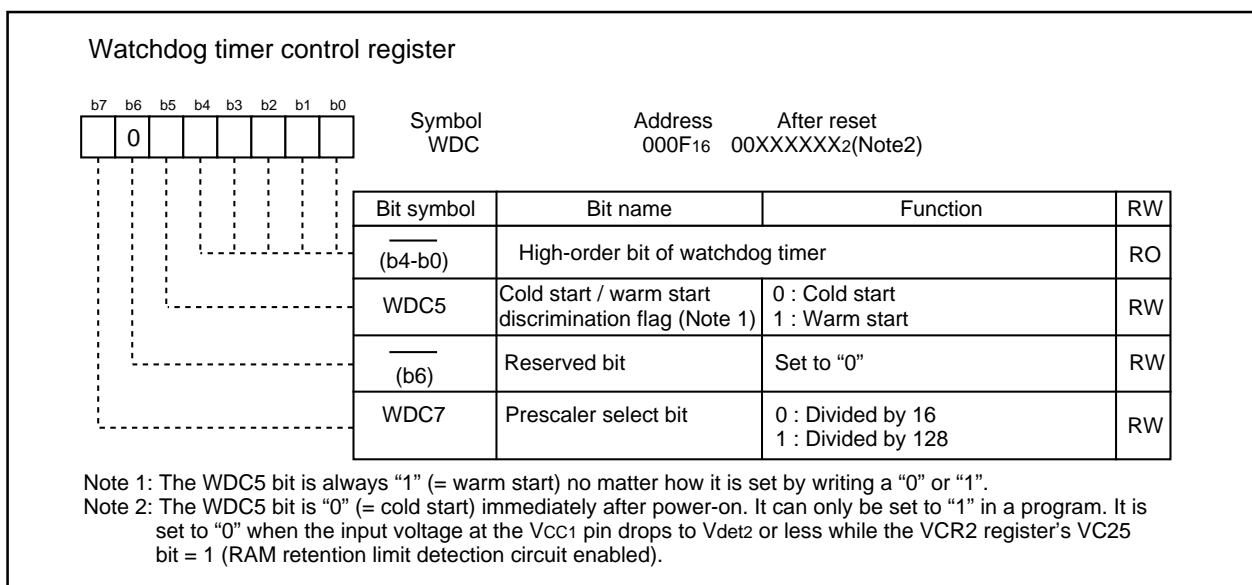 Watchdog timer control register
b7 b6 b5 b4 b3 b2 b1 b0
0
Symbol Address After reset
WDC 000F16 00XXXXXX2(Note2)
Bit symbol Bit name Function RW
(b4-b0) High-order bit of watchdog timer RO
WDC5 Cold start / warm start discrimination flag (Note 1) 0 : Cold start 1 : Warm start RW
(b6) Reserved bit Set to “0” RW
WDC7 Prescaler select bit 0 : Divided by 16 1 : Divided by 128 RW
Note 1: The WDC5 bit is always “1” (= warm start) no matter how it is set by writing a “0” or “1”.
Note 2: The WDC5 bit is “0” (= cold start) immediately after power-on. It can only be set to “1” in a program. It is
set to “0” when the input voltage at the VCC1 pin drops to Vdet2 or less while the VCR2 register’s VC25
bit = 1 (RAM retention limit detection circuit enabled).